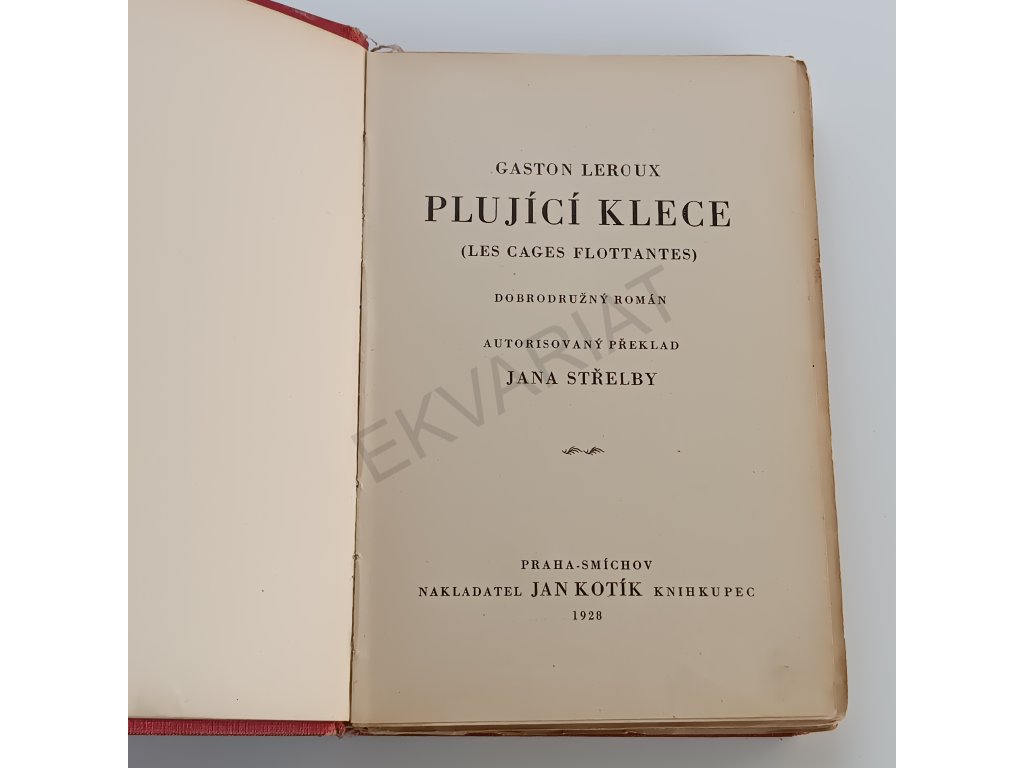 GASTON LEROUX
PLUJÍCÍ KLECE
(LES CAGES FLOTTANTES)
DOBRODRUŽNÝ ROMÁN
AUTORISOVANÝ PŘEKLAD
JANA STŘELBY
EKVARIAT
PRAHA-SMÍCHOV
NAKLADATEL JAN KOTÍK KNIHKUPEC
1928